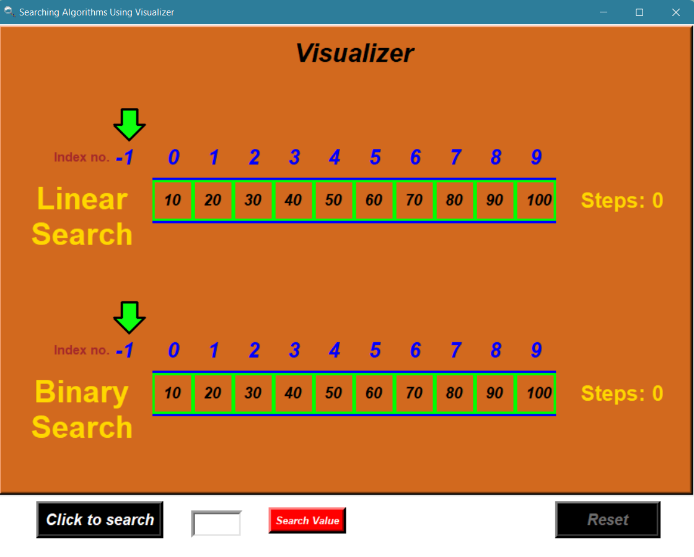 Searching Algorithms Using Visualizer
Visualizer
Index no. -1 0 1 2 3 4 5 6 7 8 9
Linear
Search
10 20 30 40 50 60 70 80 90 100
Steps: 0
Index no. -1 0 1 2 3 4 5 6 7 8 9
Binary
Search
10 20 30 40 50 60 70 80 90 100
Steps: 0
Click to search
Search Value
Reset